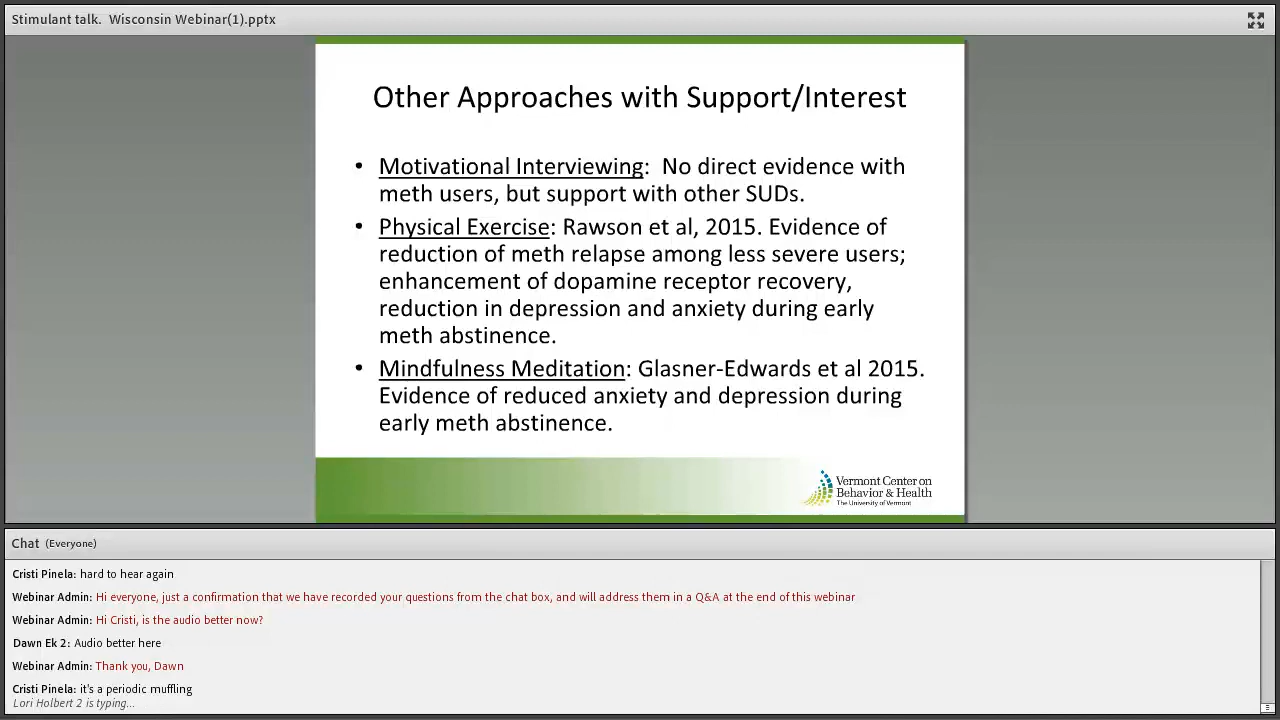 Stimulant talk.  Wisconsin Webinar(1).pptx
Other Approaches with Support/Interest
• Motivational Interviewing:  No direct evidence with
meth users, but support with other SUDs.
• Physical Exercise: Rawson et al, 2015. Evidence of
reduction of meth relapse among less severe users;
enhancement of dopamine receptor recovery,
reduction in depression and anxiety during early
meth abstinence.
• Mindfulness Meditation: Glasner-Edwards et al 2015.
Evidence of reduced anxiety and depression during
early meth abstinence.
Vermont Center on
Behavior & Health
The University of Vermont
Chat (Everyone)
Cristi Pinela: hard to hear again
Webinar Admin: Hi everyone, just a confirmation that we have recorded your questions from the chat box, and will address them in a Q&A at the end of this webinar
Webinar Admin: Hi Cristi, is the audio better now?
Dawn Ek 2: Audio better here
Webinar Admin: Thank you, Dawn
Cristi Pinela: it's a periodic muffling
Lori Holbert 2 is typing...